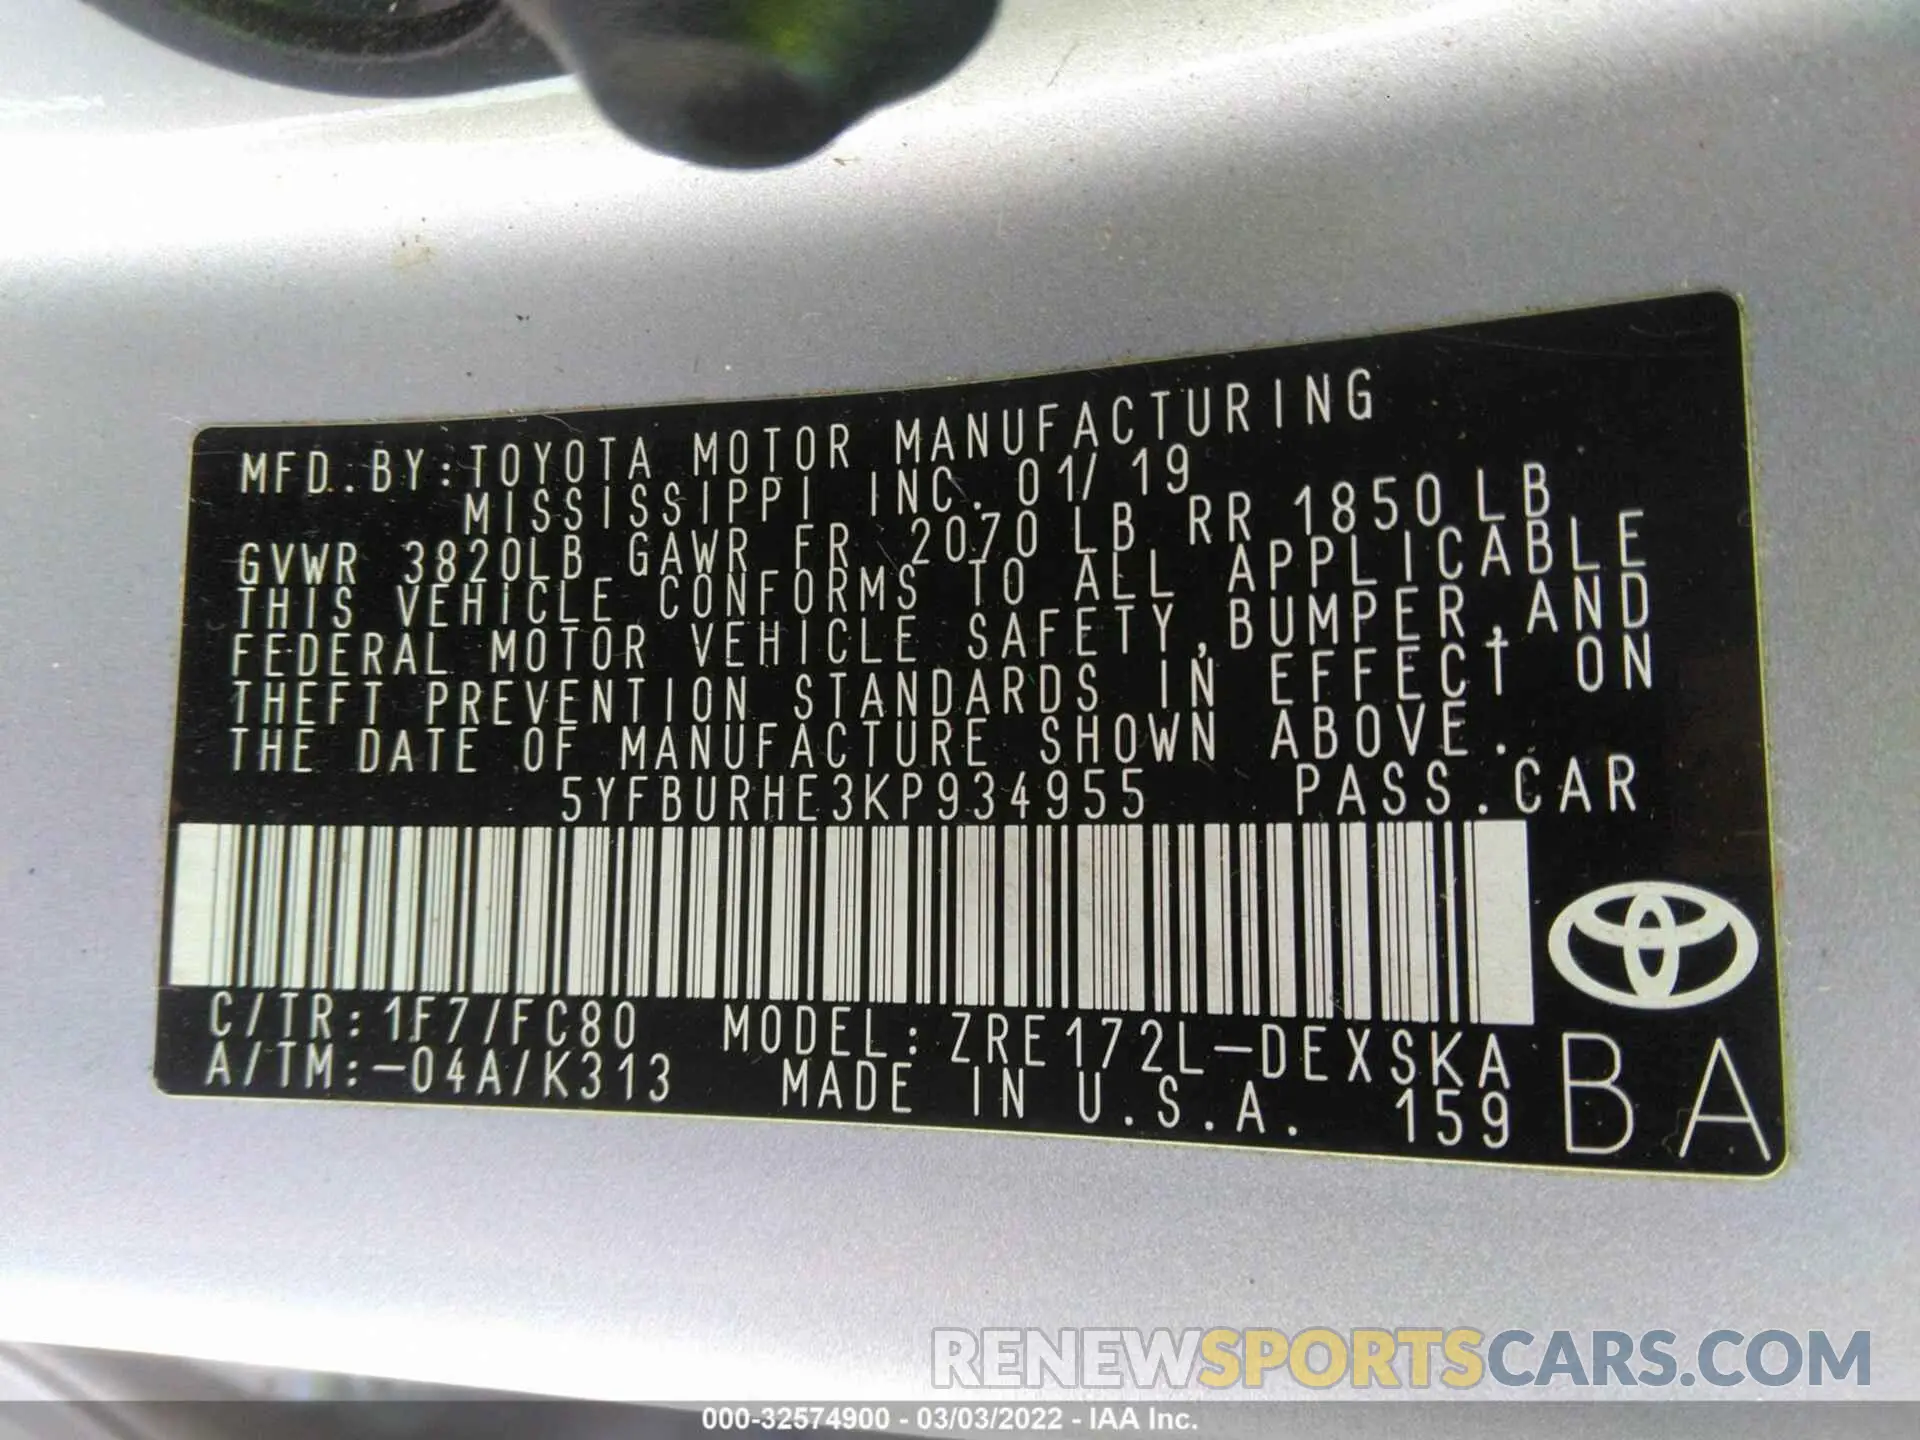 MFD.BY:TOYOTA MOTOR MANUFACTURING
MISSISSIPPI INC. 01/19
GVWR 3820LB GAWR FR 2070 LB RR 1850 LB
THIS VEHICLE CONFORMS TO ALL APPLICABLE
FEDERAL MOTOR VEHICLE SAFETY,BUMPER,AND
THEFT PREVENTION STANDARDS IN EFFECT ON
THE DATE OF MANUFACTURE SHOWN ABOVE.
5YFBURHE3KP934955 PASS.CAR
C/TR:1F7/FC80 MODEL:ZRE172L-DEXSKA
A/TM:-04A/K313 MADE IN U.S.A. 159
BA
RENEWSPORTSCARS.COM
000-32574900 - 03/03/2022 - IAA Inc.